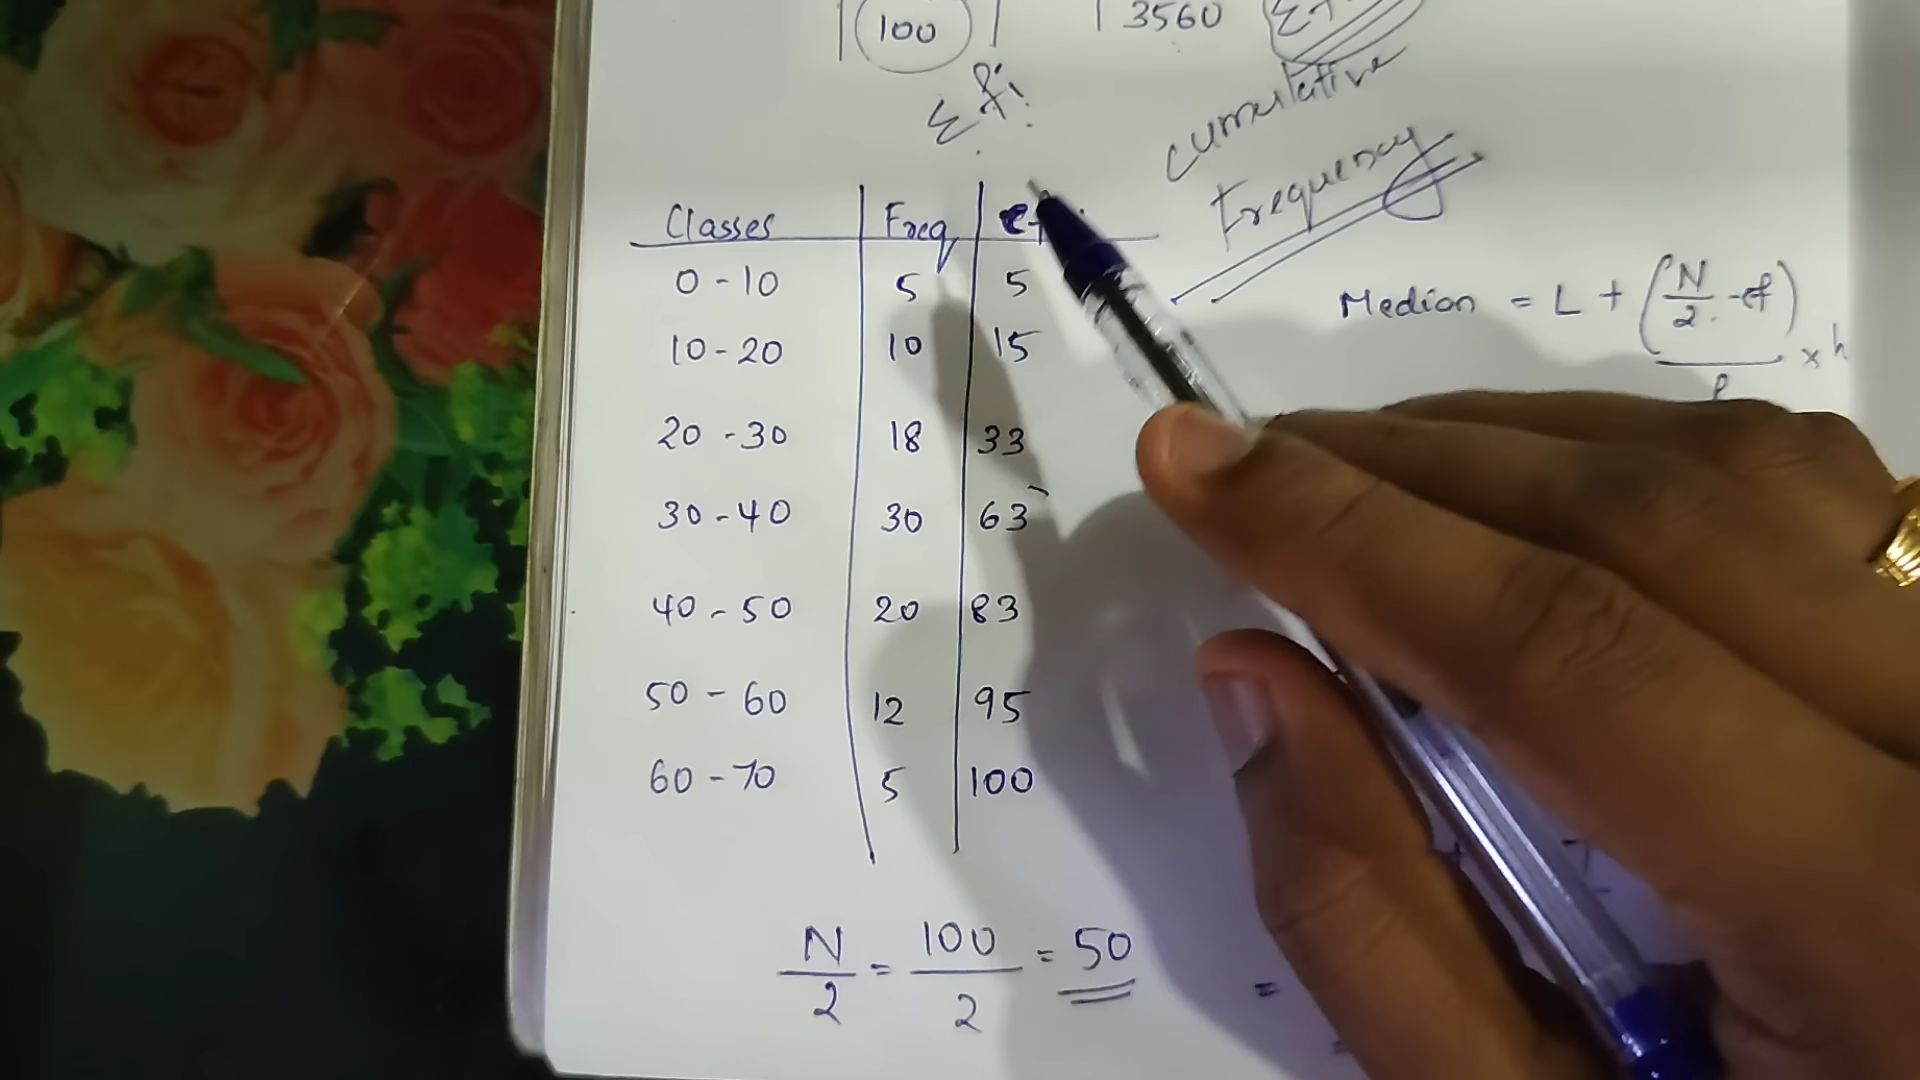 100 3560
Σfi
cumulative
Frequency
Classes Freq cf
0 - 10 5 5
10 - 20 10 15
20 - 30 18 33
30 - 40 30 63
40 - 50 20 83
50 - 60 12 95
60 - 70 5 100
Median = L + (N/2 - cf)/f × h
N/2 = 100/2 = 50
=